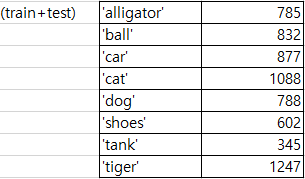 (train+test) 'alligator' 785
'ball' 832
'car' 877
'cat' 1088
'dog' 788
'shoes' 602
'tank' 345
'tiger' 1247